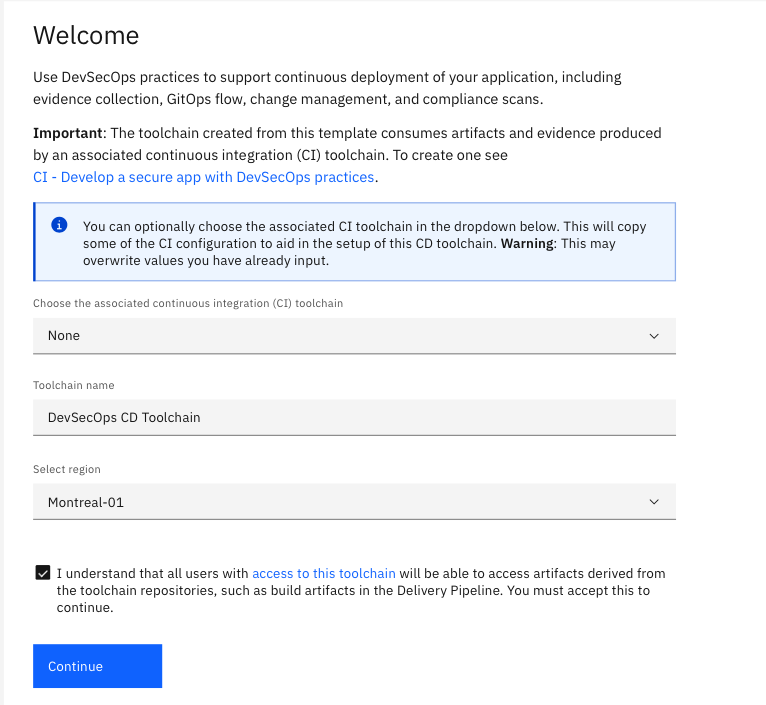 Welcome
Use DevSecOps practices to support continuous deployment of your application, including
evidence collection, GitOps flow, change management, and compliance scans.
Important: The toolchain created from this template consumes artifacts and evidence produced
by an associated continuous integration (CI) toolchain. To create one see
CI - Develop a secure app with DevSecOps practices.
You can optionally choose the associated CI toolchain in the dropdown below. This will copy
some of the CI configuration to aid in the setup of this CD toolchain. Warning: This may
overwrite values you have already input.
Choose the associated continuous integration (CI) toolchain
None
Toolchain name
DevSecOps CD Toolchain
Select region
Montreal-01
I understand that all users with access to this toolchain will be able to access artifacts derived from
the toolchain repositories, such as build artifacts in the Delivery Pipeline. You must accept this to
continue.
Continue